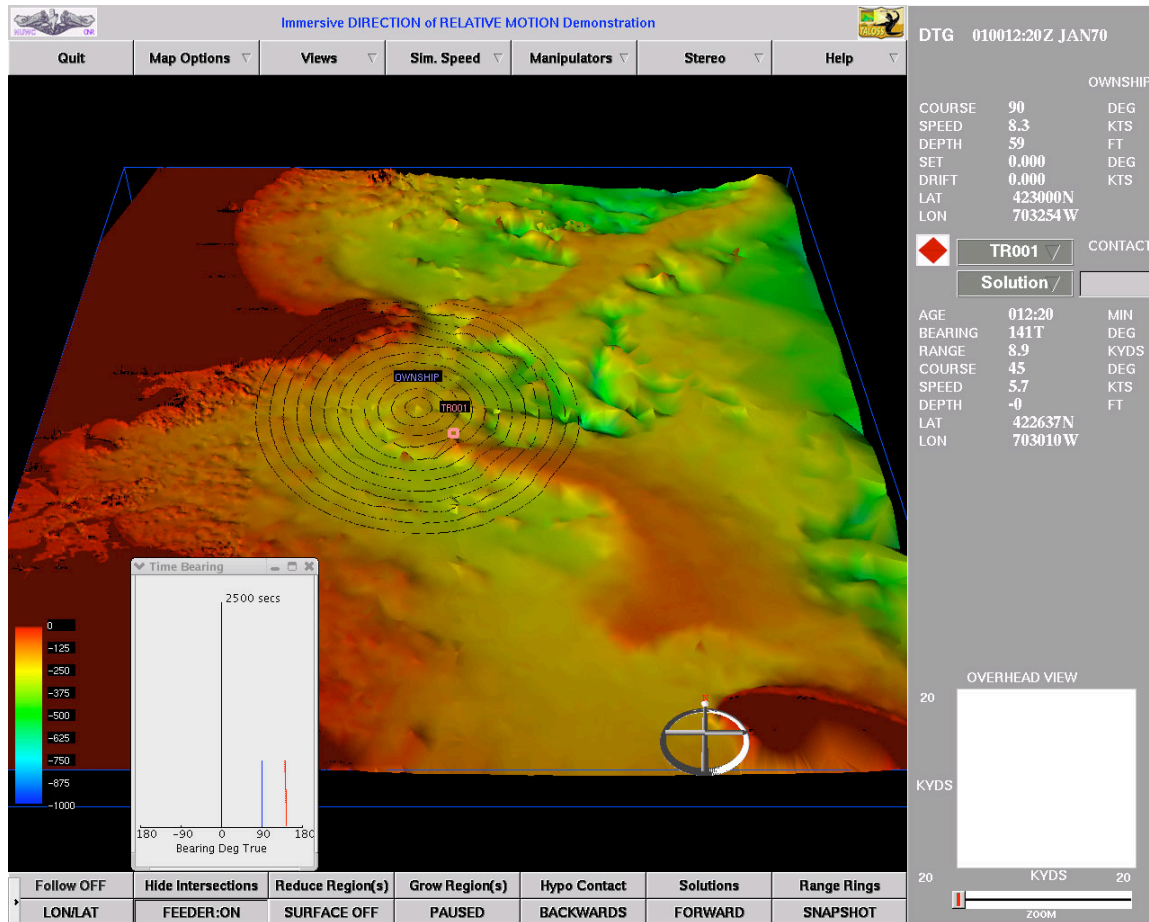 NUWC ONR
Immersive DIRECTION of RELATIVE MOTION Demonstration
TALOSS
Quit Map Options Views Sim. Speed Manipulators Stereo Help
DTG 010012:20Z JAN70
OWNSHIP
COURSE 90 DEG
SPEED 8.3 KTS
DEPTH 59 FT
SET 0.000 DEG
DRIFT 0.000 KTS
LAT 423000N
LON 703254W
TR001 CONTACT
Solution
AGE 012:20 MIN
BEARING 141T DEG
RANGE 8.9 KYDS
COURSE 45 DEG
SPEED 5.7 KTS
DEPTH -0 FT
LAT 422637N
LON 703010W
OWNSHIP
TR001
Time Bearing
2500 secs
180 -90 0 90 180
Bearing Deg True
0
-125
-250
-375
-500
-625
-750
-875
-1000
OVERHEAD VIEW
20
KYDS
20 KYDS 20
ZOOM
Follow OFF Hide Intersections Reduce Region(s) Grow Region(s) Hypo Contact Solutions Range Rings
LON/LAT FEEDER:ON SURFACE OFF PAUSED BACKWARDS FORWARD SNAPSHOT